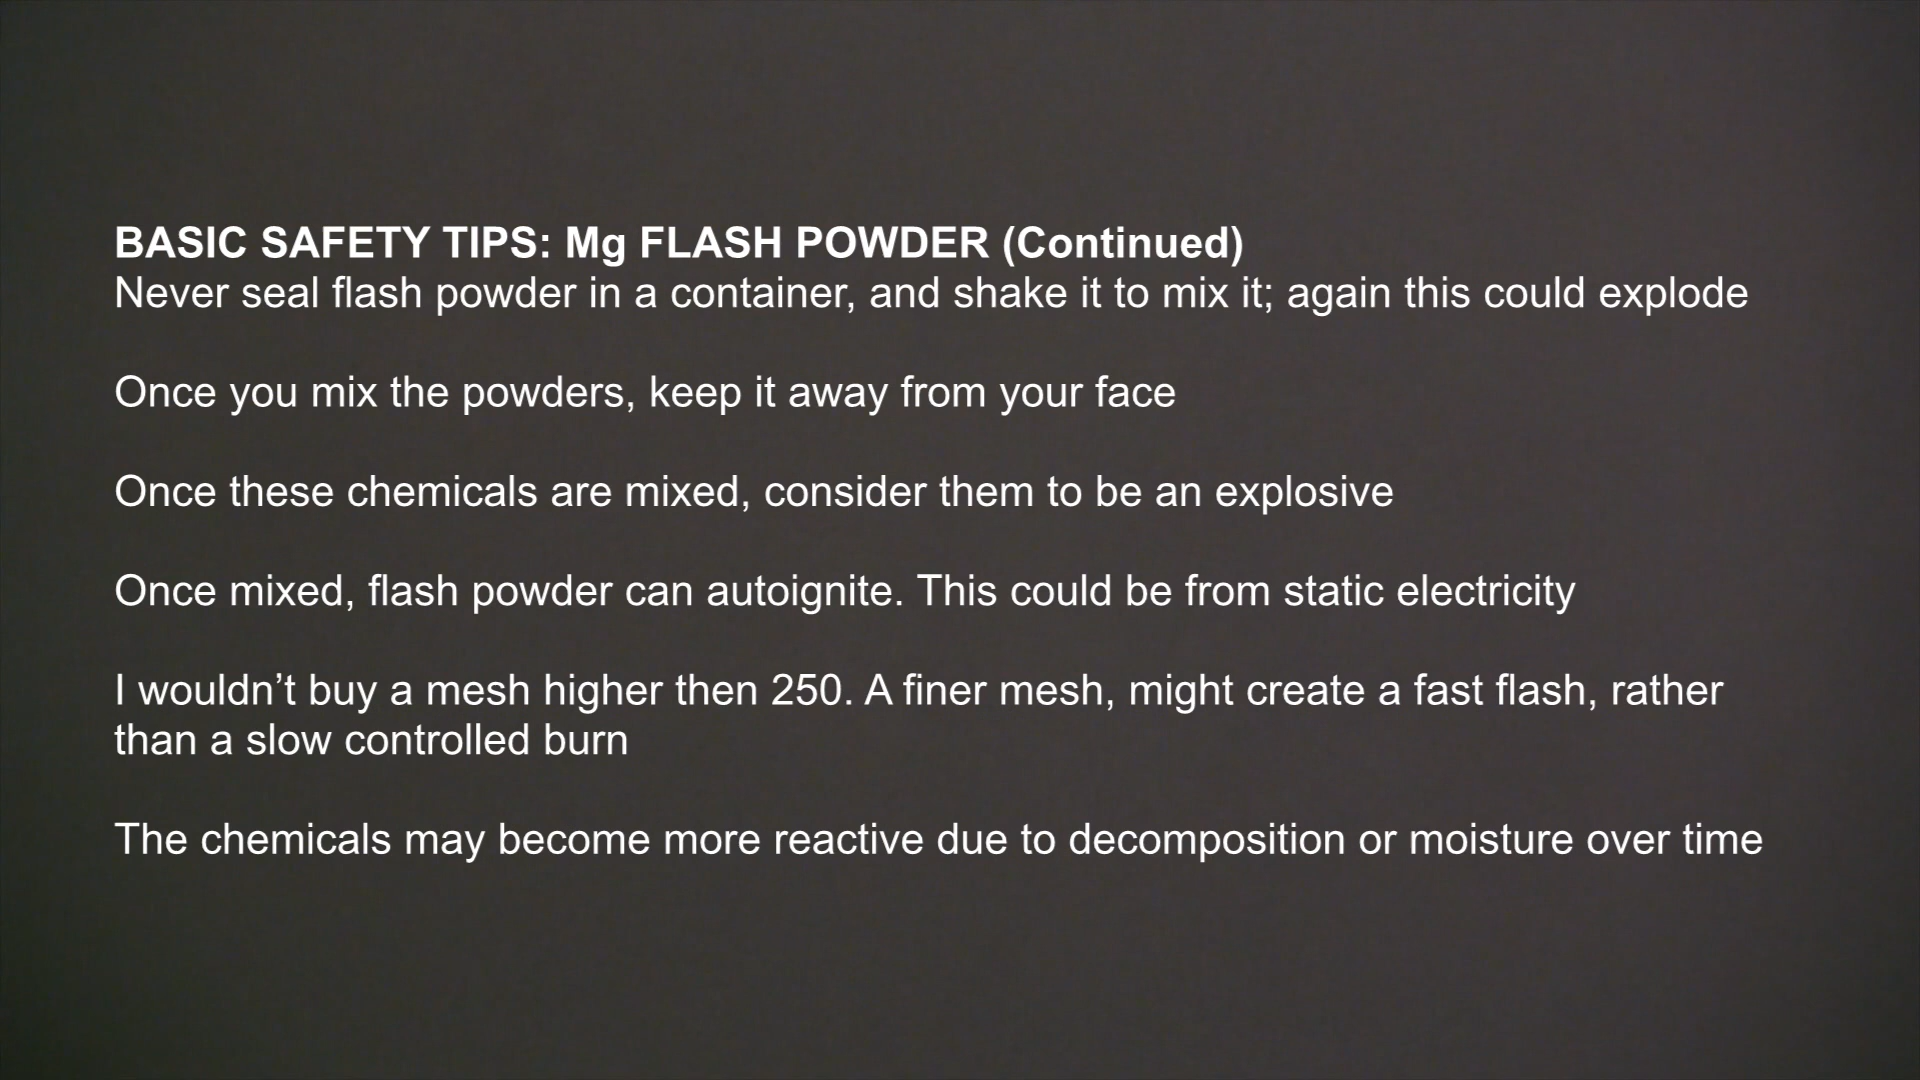 BASIC SAFETY TIPS: Mg FLASH POWDER (Continued)
Never seal flash powder in a container, and shake it to mix it; again this could explode
Once you mix the powders, keep it away from your face
Once these chemicals are mixed, consider them to be an explosive
Once mixed, flash powder can autoignite. This could be from static electricity
I wouldn’t buy a mesh higher then 250. A finer mesh, might create a fast flash, rather
than a slow controlled burn
The chemicals may become more reactive due to decomposition or moisture over time